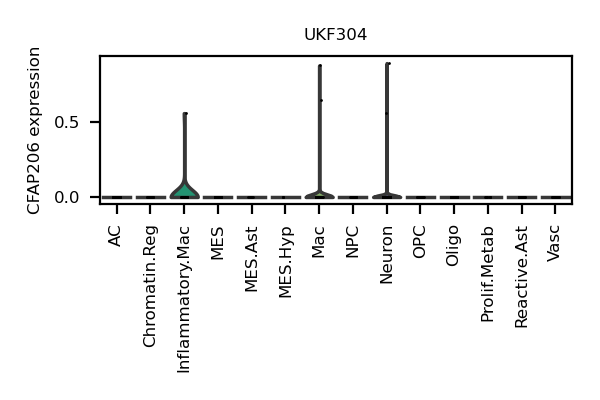 UKF304
CFAP206 expression
0.5
0.0
AC
Chromatin.Reg
Inflammatory.Mac
MES
MES.Ast
MES.Hyp
Mac
NPC
Neuron
OPC
Oligo
Prolif.Metab
Reactive.Ast
Vasc